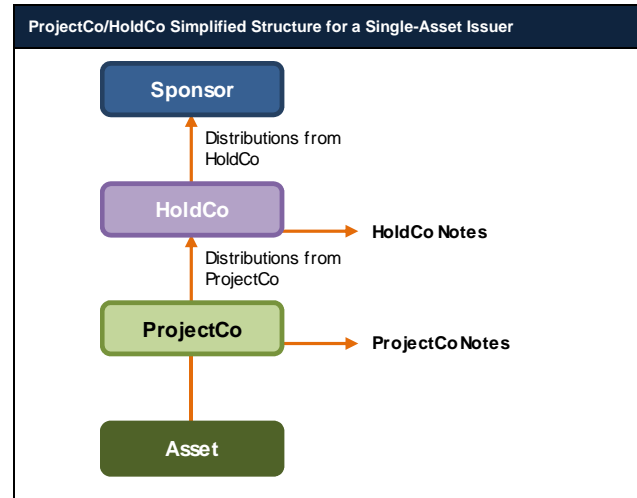 ProjectCo/HoldCo Simplified Structure for a Single-Asset Issuer
Sponsor
Distributions from
HoldCo
HoldCo
HoldCo Notes
Distributions from
ProjectCo
ProjectCo
ProjectCo Notes
Asset